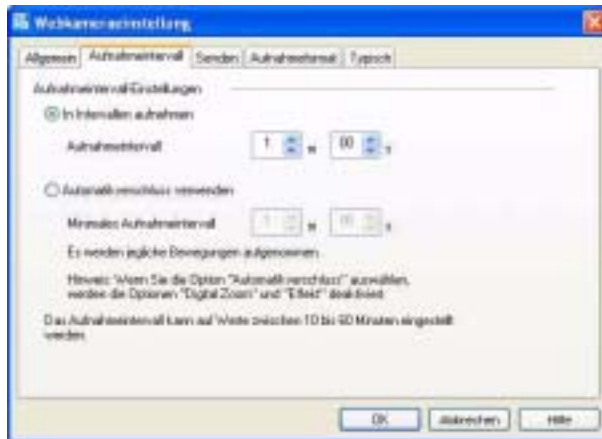 Webkameraeinstellung
Allgemein Aufnahmeintervall Senden Aufnahmeformat Typisch
Aufnahmeintervall-Einstellungen
In Intervallen aufnehmen
Aufnahmeintervall 1 m 00 s
Automatikverschluss verwenden
Minimales Aufnahmeintervall 1 m 00 s
Es werden jegliche Bewegungen aufgenommen.
Hinweis: Wenn Sie die Option "Automatikverschluss" auswählen,
werden die Optionen "Digital Zoom" und "Effekt" deaktiviert.
Das Aufnahmeintervall kann auf Werte zwischen 10 bis 60 Minuten eingestellt
werden.
OK Abbrechen Hilfe